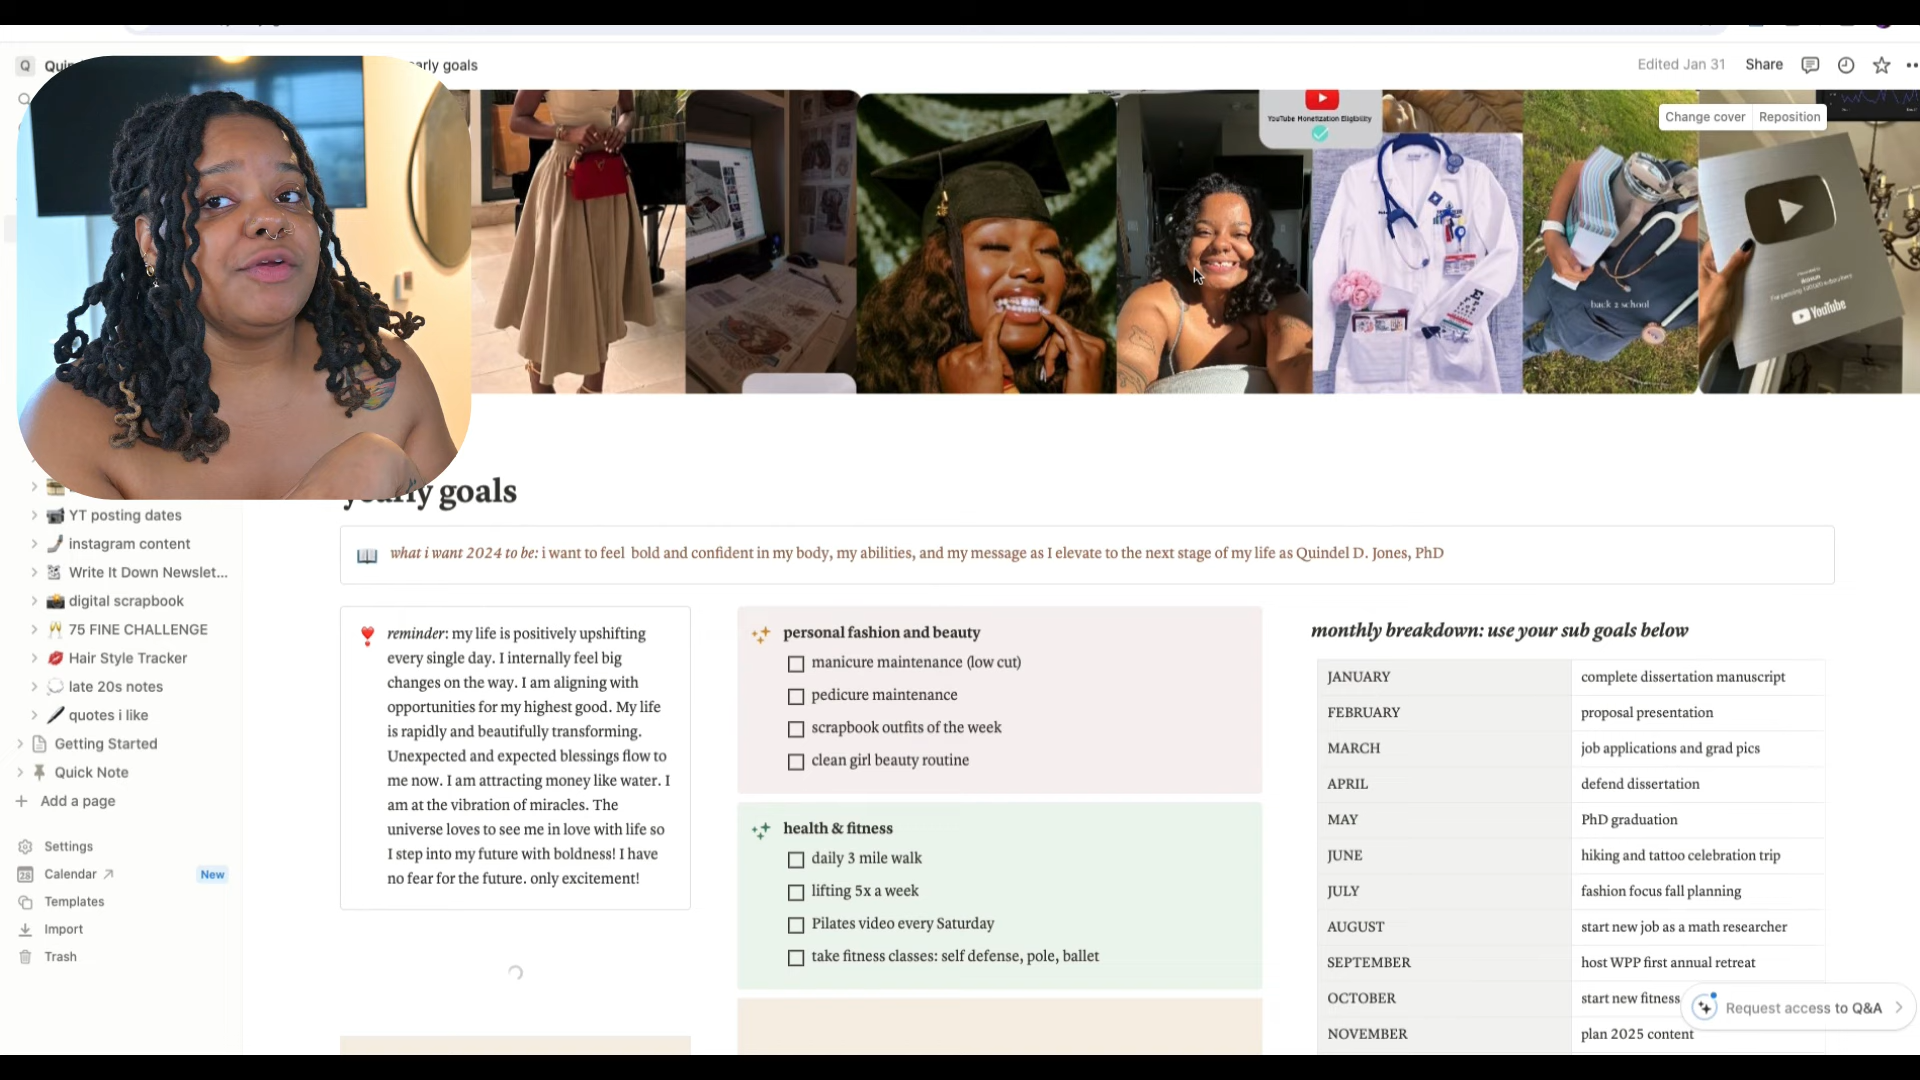 Q
arly goals
Edited Jan 31
Share
Change cover
Reposition
YouTube Monetization Eligibility
back 2 school
YouTube
yearly goals
what i want 2024 to be: i want to feel bold and confident in my body, my abilities, and my message as I elevate to the next stage of my life as Quindel D. Jones, PhD
YT posting dates
instagram content
Write It Down Newslet...
digital scrapbook
75 FINE CHALLENGE
Hair Style Tracker
late 20s notes
quotes i like
Getting Started
Quick Note
Add a page
Settings
Calendar
New
Templates
Import
Trash
reminder: my life is positively upshifting
every single day. I internally feel big
changes on the way. I am aligning with
opportunities for my highest good. My life
is rapidly and beautifully transforming.
Unexpected and expected blessings flow to
me now. I am attracting money like water. I
am at the vibration of miracles. The
universe loves to see me in love with life so
I step into my future with boldness! I have
no fear for the future. only excitement!
personal fashion and beauty
manicure maintenance (low cut)
pedicure maintenance
scrapbook outfits of the week
clean girl beauty routine
health & fitness
daily 3 mile walk
lifting 5x a week
Pilates video every Saturday
take fitness classes: self defense, pole, ballet
monthly breakdown: use your sub goals below
JANUARY complete dissertation manuscript
FEBRUARY proposal presentation
MARCH job applications and grad pics
APRIL defend dissertation
MAY PhD graduation
JUNE hiking and tattoo celebration trip
JULY fashion focus fall planning
AUGUST start new job as a math researcher
SEPTEMBER host WPP first annual retreat
OCTOBER start new fitness
NOVEMBER plan 2025 content
Request access to Q&A